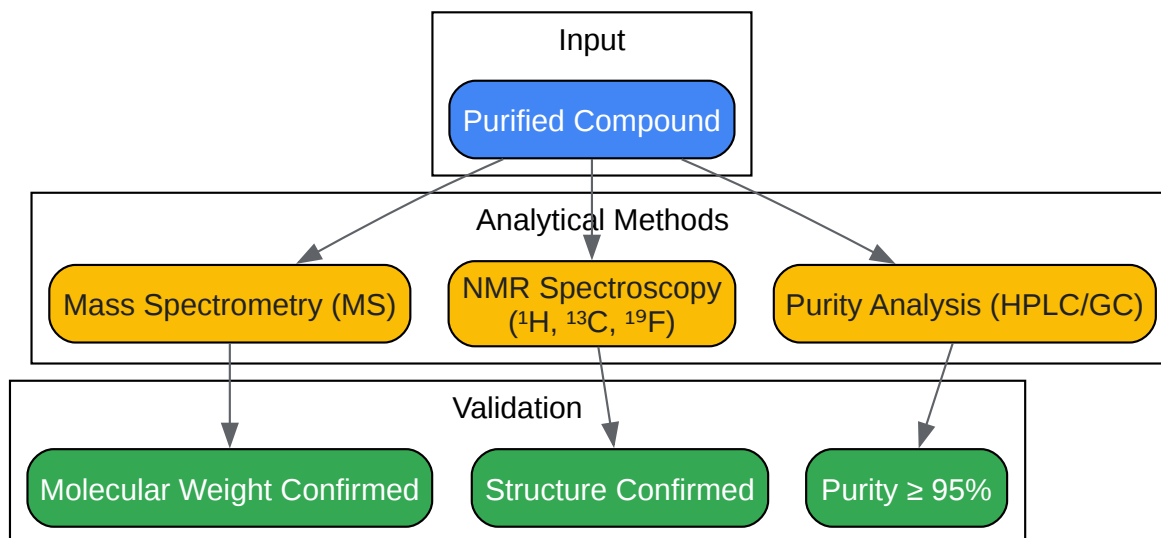 Input
Purified Compound
Analytical Methods
Mass Spectrometry (MS)
NMR Spectroscopy
(¹H, ¹³C, ¹⁹F)
Purity Analysis (HPLC/GC)
Validation
Molecular Weight Confirmed
Structure Confirmed
Purity ≥ 95%